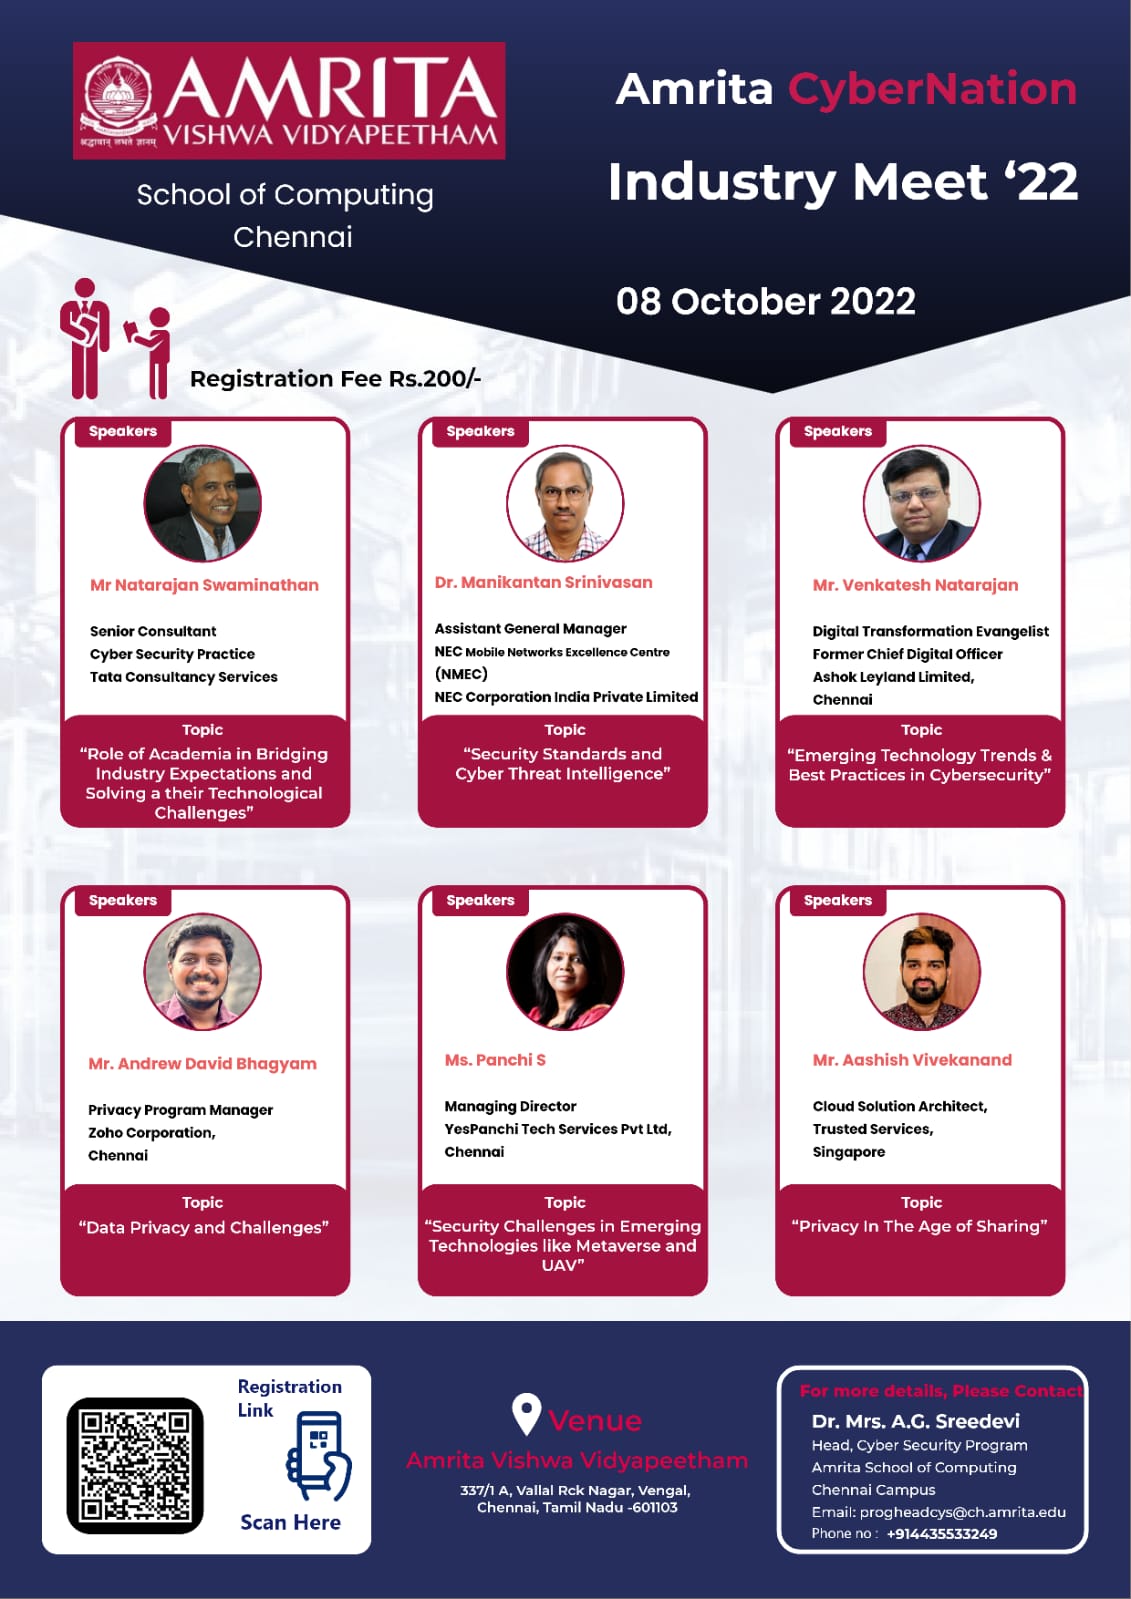 AMRITA
VISHWA VIDYAPEETHAM
श्रद्धावान् लभते ज्ञानम्
School of Computing
Chennai
Amrita CyberNation
Industry Meet ‘22
08 October 2022
Registration Fee Rs.200/-
Speakers
Mr Natarajan Swaminathan
Senior Consultant
Cyber Security Practice
Tata Consultancy Services
Topic
“Role of Academia in Bridging
Industry Expectations and
Solving a their Technological
Challenges”
Speakers
Dr. Manikantan Srinivasan
Assistant General Manager
NEC Mobile Networks Excellence Centre
(NMEC)
NEC Corporation India Private Limited
Topic
“Security Standards and
Cyber Threat Intelligence”
Speakers
Mr. Venkatesh Natarajan
Digital Transformation Evangelist
Former Chief Digital Officer
Ashok Leyland Limited,
Chennai
Topic
“Emerging Technology Trends &
Best Practices in Cybersecurity”
Speakers
Mr. Andrew David Bhagyam
Privacy Program Manager
Zoho Corporation,
Chennai
Topic
“Data Privacy and Challenges”
Speakers
Ms. Panchi S
Managing Director
YesPanchi Tech Services Pvt Ltd,
Chennai
Topic
“Security Challenges in Emerging
Technologies like Metaverse and
UAV”
Speakers
Mr. Aashish Vivekanand
Cloud Solution Architect,
Trusted Services,
Singapore
Topic
“Privacy In The Age of Sharing”
Registration
Link
Scan Here
Venue
Amrita Vishwa Vidyapeetham
337/1 A, Vallal Rck Nagar, Vengal,
Chennai, Tamil Nadu -601103
For more details, Please Contact
Dr. Mrs. A.G. Sreedevi
Head, Cyber Security Program
Amrita School of Computing
Chennai Campus
Email: progheadcys@ch.amrita.edu
Phone no : +914435533249